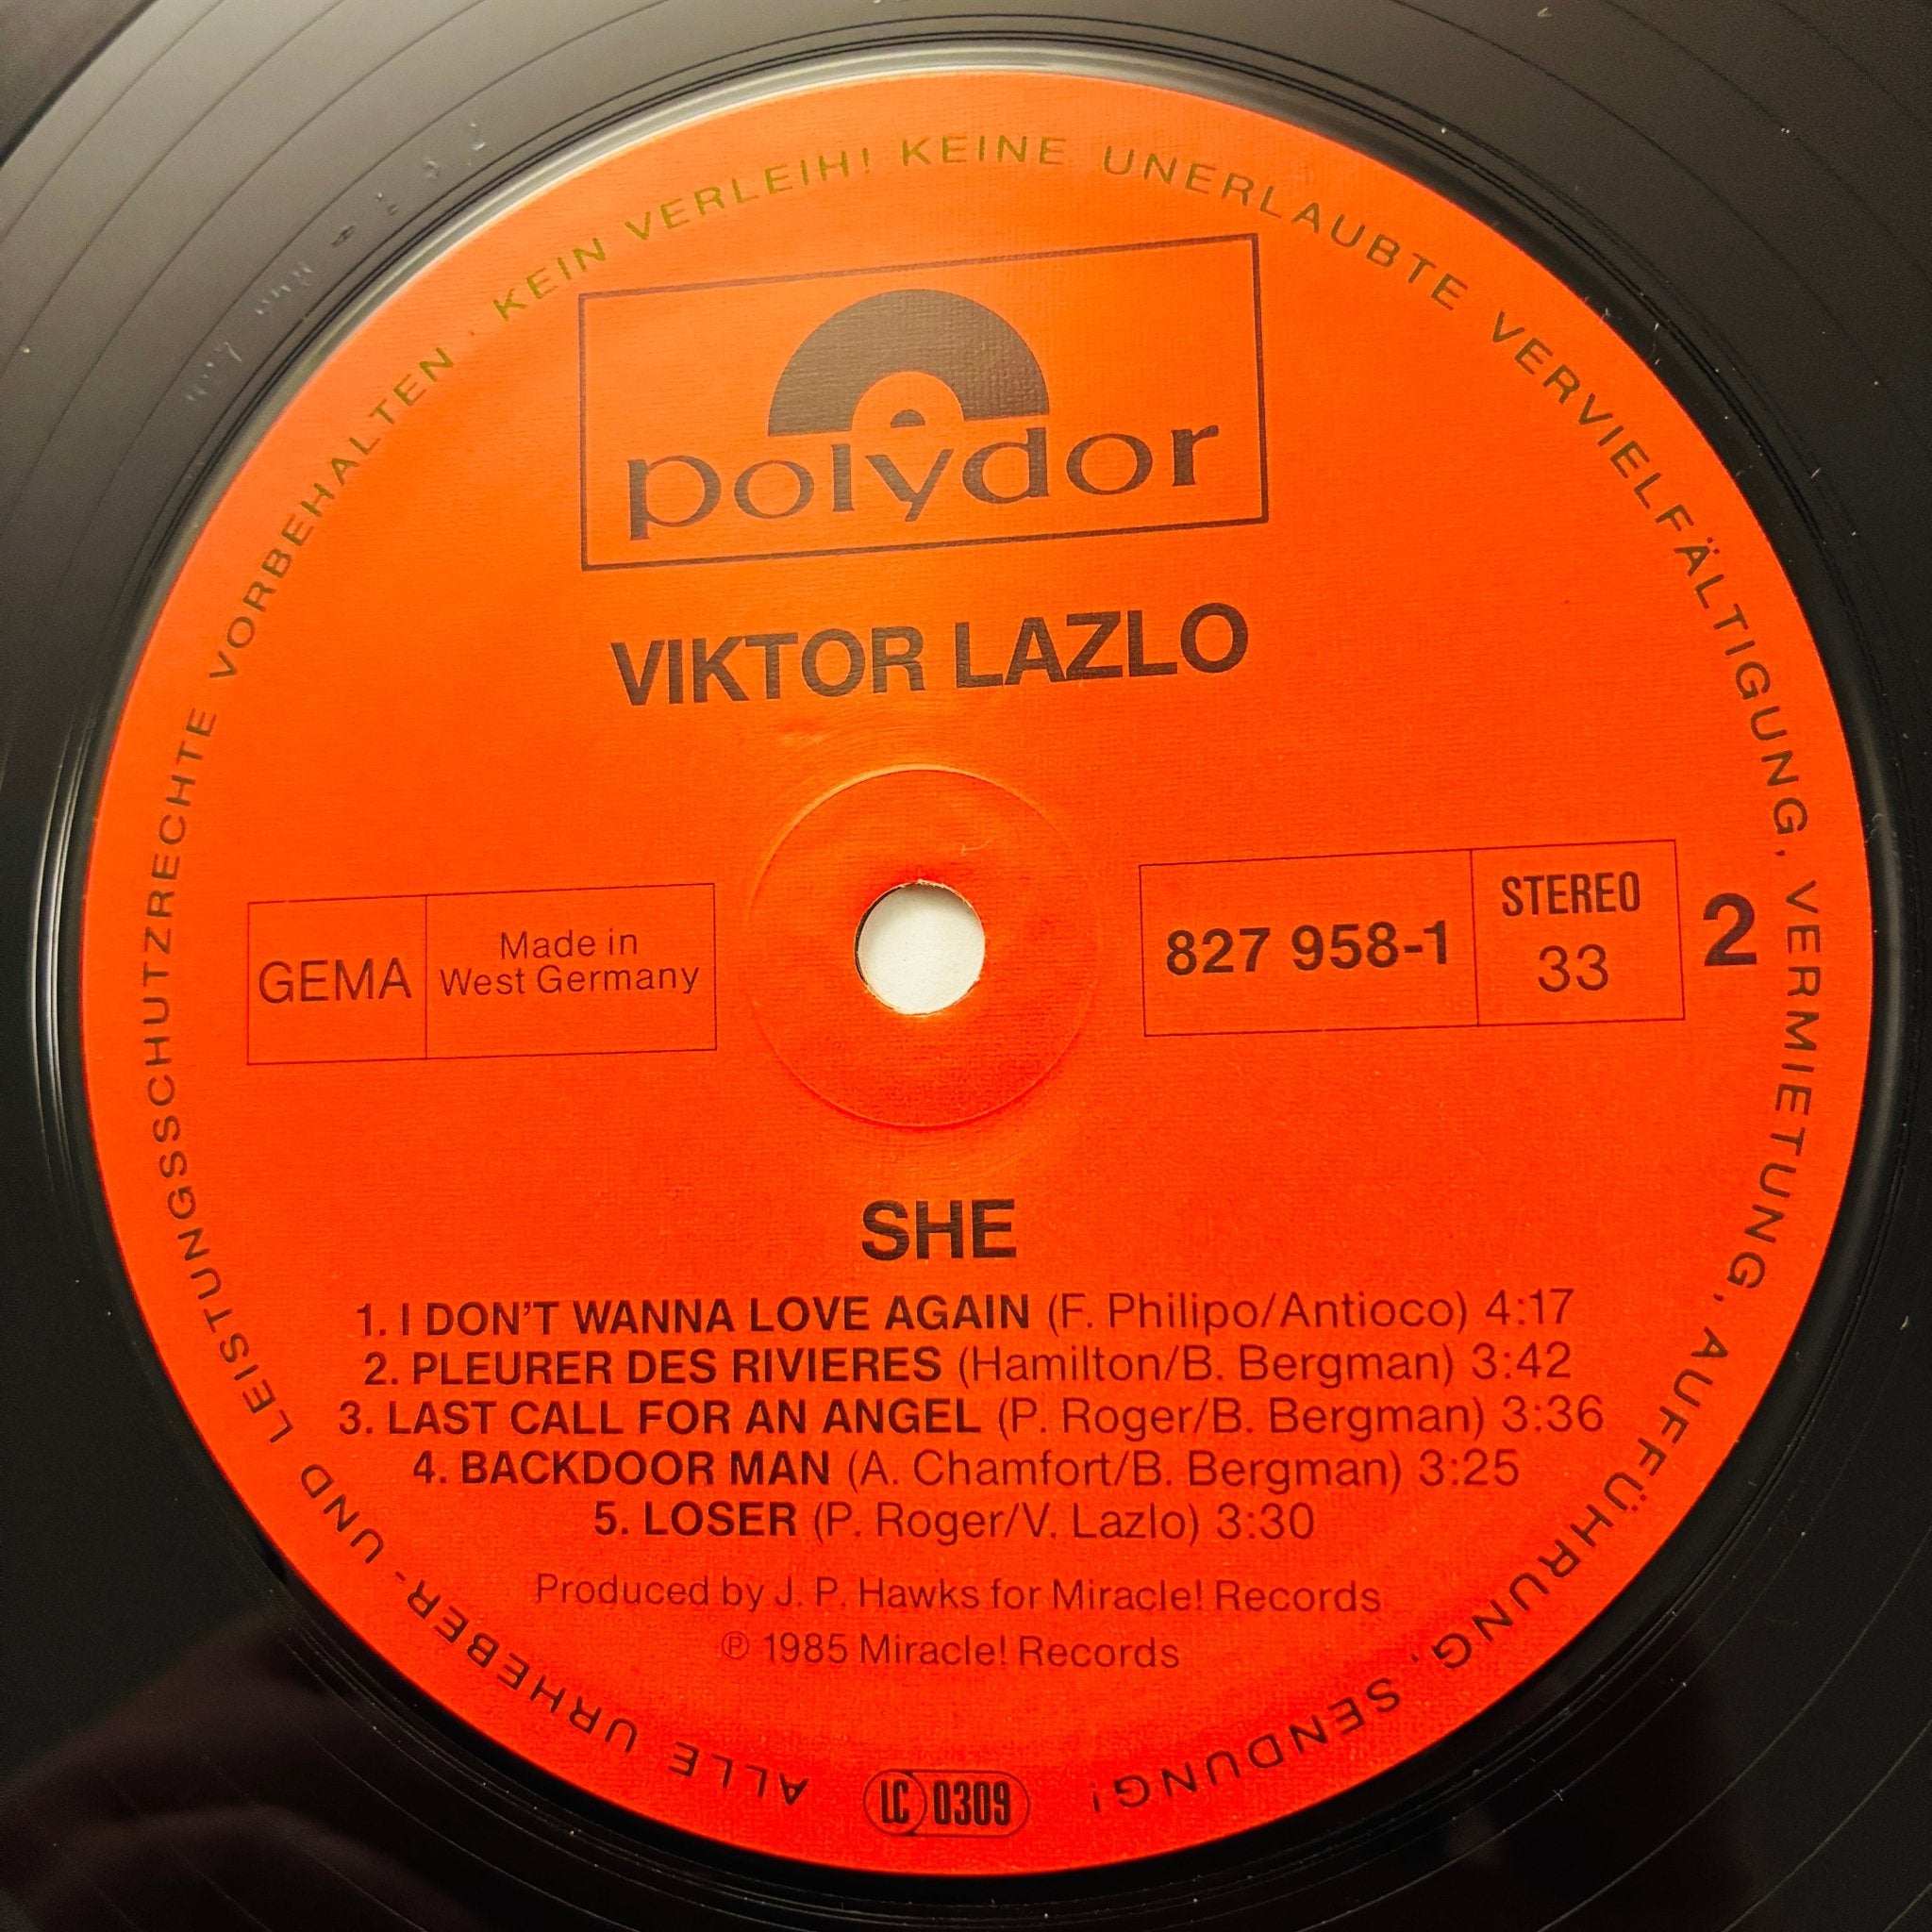 polydor
VIKTOR LAZLO
GEMA
Made in
West Germany
827 958-1
STEREO
33
2
SHE
1. I DON'T WANNA LOVE AGAIN (F. Philipo/Antioco) 4:17
2. PLEURER DES RIVIERES (Hamilton/B. Bergman) 3:42
3. LAST CALL FOR AN ANGEL (P. Roger/B. Bergman) 3:36
4. BACKDOOR MAN (A. Chamfort/B. Bergman) 3:25
5. LOSER (P. Roger/V. Lazlo) 3:30
Produced by J. P. Hawks for Miracle! Records
℗ 1985 Miracle! Records
LC 0309
ALLE URHEBER- UND LEISTUNGSSCHUTZRECHTE VORBEHALTEN · KEIN VERLEIH! KEINE UNERLAUBTE VERVIELFÄLTIGUNG, VERMIETUNG, AUFFÜHRUNG, SENDUNG!